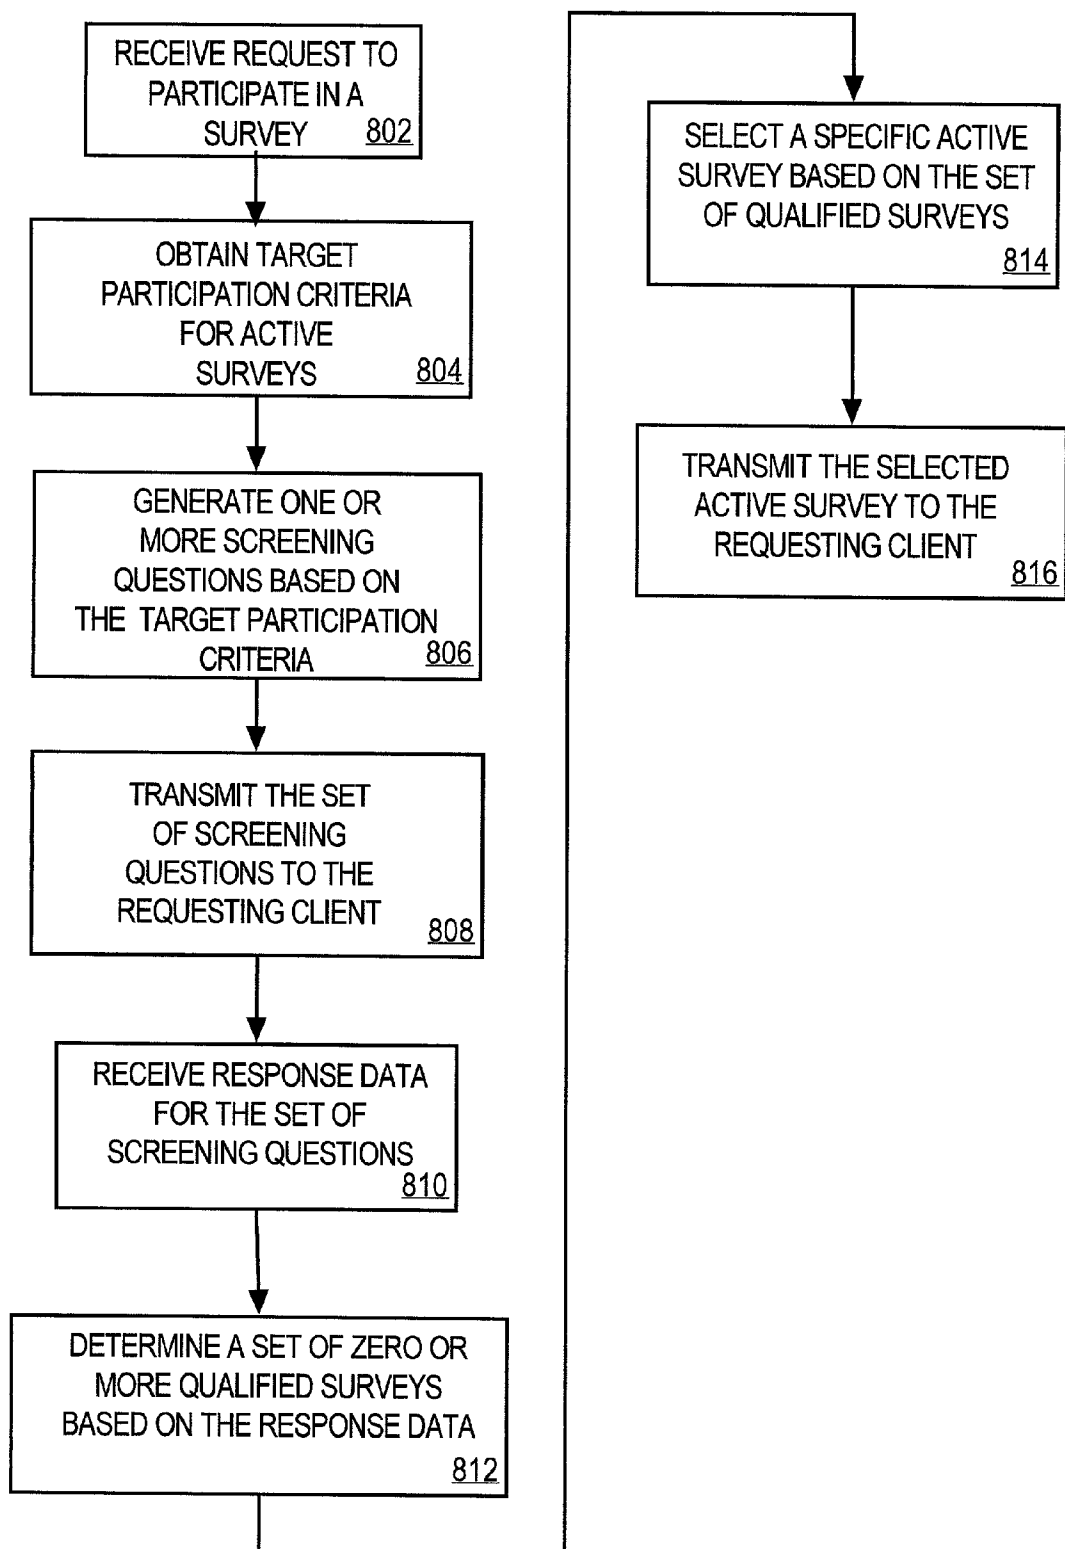 RECEIVE REQUEST TO
PARTICIPATE IN A
SURVEY 802
OBTAIN TARGET
PARTICIPATION CRITERIA
FOR ACTIVE
SURVEYS 804
GENERATE ONE OR
MORE SCREENING
QUESTIONS BASED ON
THE TARGET PARTICIPATION
CRITERIA 806
TRANSMIT THE SET
OF SCREENING
QUESTIONS TO THE
REQUESTING CLIENT
808
RECEIVE RESPONSE DATA
FOR THE SET OF
SCREENING QUESTIONS
810
DETERMINE A SET OF ZERO OR
MORE QUALIFIED SURVEYS
BASED ON THE RESPONSE DATA
812
SELECT A SPECIFIC ACTIVE
SURVEY BASED ON THE SET
OF QUALIFIED SURVEYS
814
TRANSMIT THE SELECTED
ACTIVE SURVEY TO THE
REQUESTING CLIENT
816